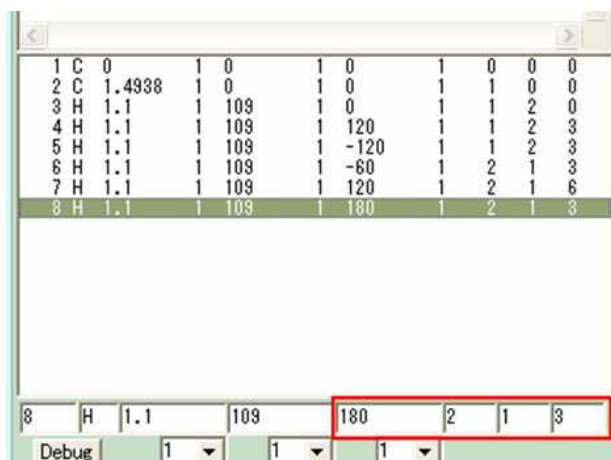 1 C 0 1 0 1 0 1 0 0 0
2 C 1.4938 1 0 1 0 1 1 0 0
3 H 1.1 1 109 1 0 1 1 2 0
4 H 1.1 1 109 1 120 1 1 2 3
5 H 1.1 1 109 1 -120 1 1 2 3
6 H 1.1 1 109 1 -60 1 2 1 3
7 H 1.1 1 109 1 120 1 2 1 6
8 H 1.1 1 109 1 180 1 2 1 3
8 H 1.1 109 180 2 1 3
Debug 1 1 1